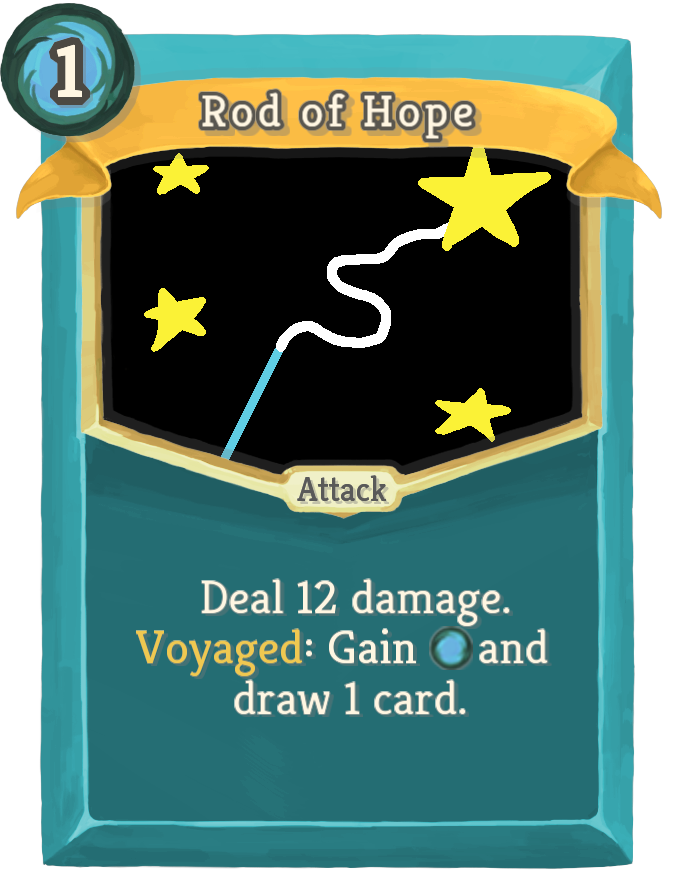 1
Rod of Hope
Attack
Deal 12 damage.
Voyaged: Gain and
draw 1 card.